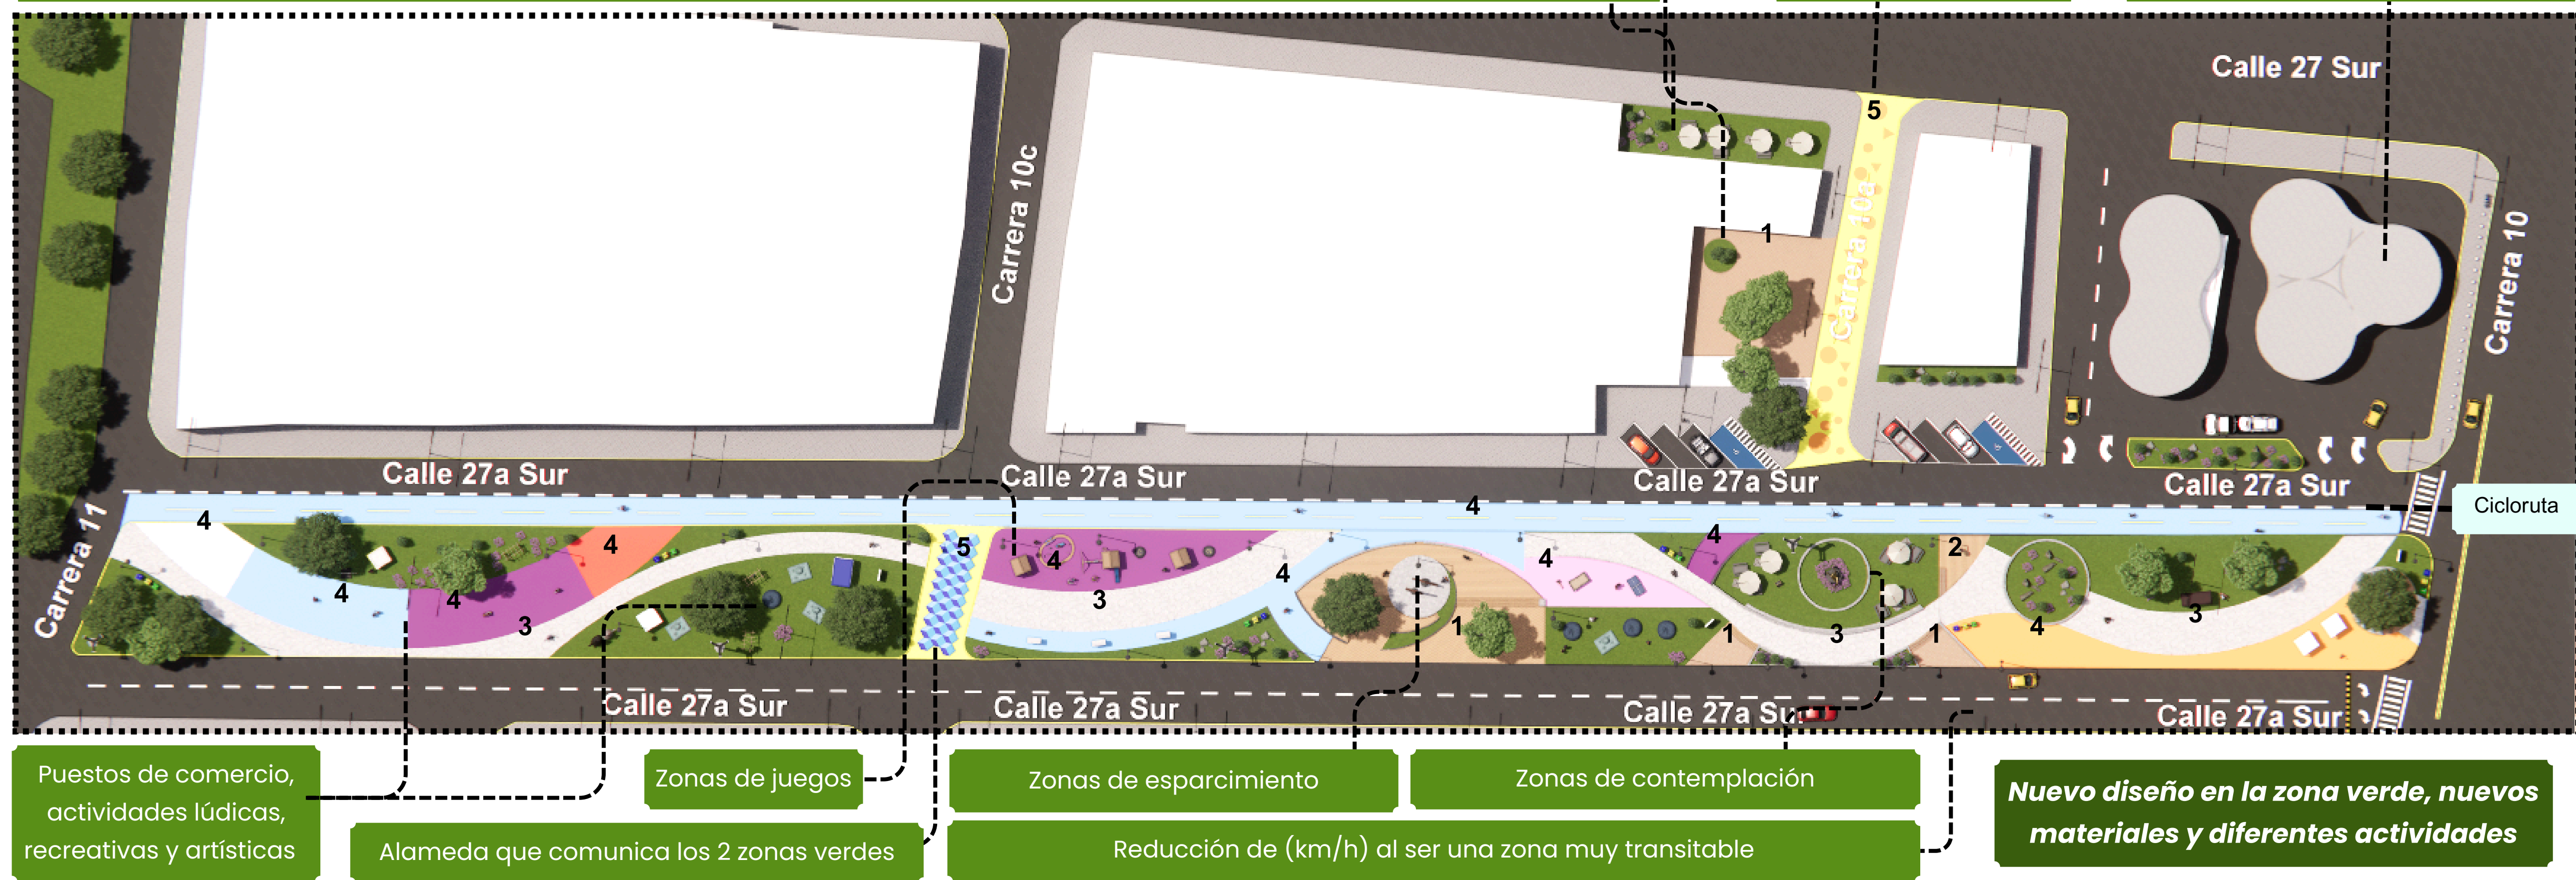 Calle 27 Sur
5
Carrera 10c
Carrera 10a
1
Carrera 10
Calle 27a Sur
Calle 27a Sur
Calle 27a Sur
Calle 27a Sur
Cicloruta
Carrera 11
4
4
4
4
3
5
4
3
4
4
1
4
4
1
2
3
1
4
3
Calle 27a Sur
Calle 27a Sur
Calle 27a Sur
Calle 27a Sur
Puestos de comercio,
actividades lúdicas,
recreativas y artísticas
Zonas de juegos
Zonas de esparcimiento
Zonas de contemplación
Alameda que comunica los 2 zonas verdes
Reducción de (km/h) al ser una zona muy transitable
Nuevo diseño en la zona verde, nuevos
materiales y diferentes actividades